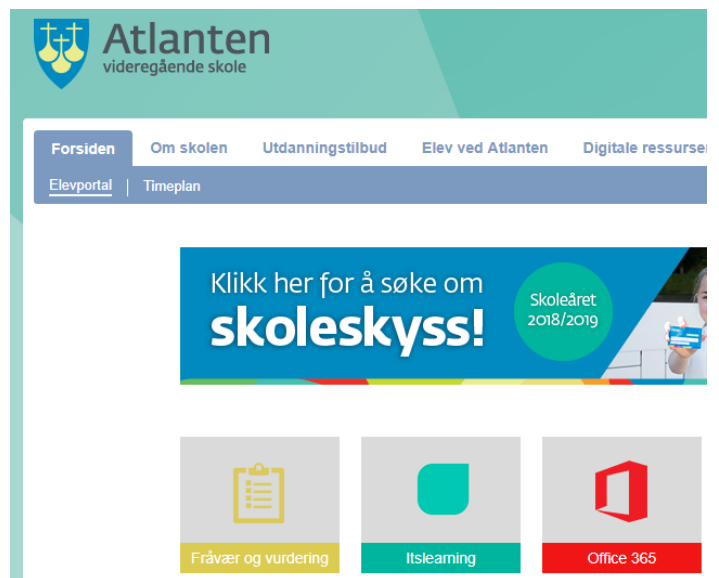 Atlanten
videregående skole
Forsiden Om skolen Utdanningstilbud Elev ved Atlanten Digitale ressurser
Elevportal Timeplan
Klikk her for å søke om
skoleskyss!
Skoleåret
2018/2019
Fråvær og vurdering Itslearning Office 365